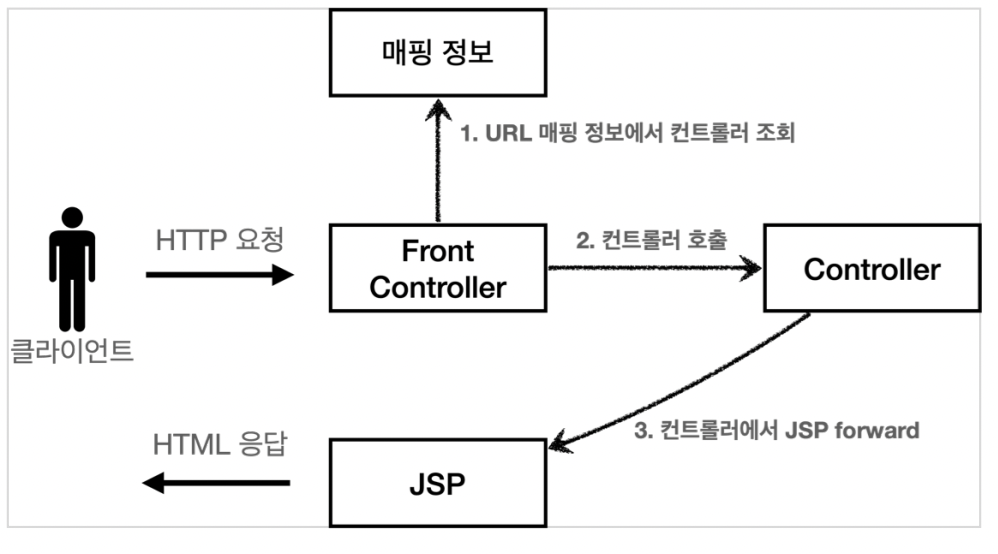 매핑 정보
1. URL 매핑 정보에서 컨트롤러 조회
HTTP 요청
Front
Controller
2. 컨트롤러 호출
Controller
클라이언트
HTML 응답
JSP
3. 컨트롤러에서 JSP forward